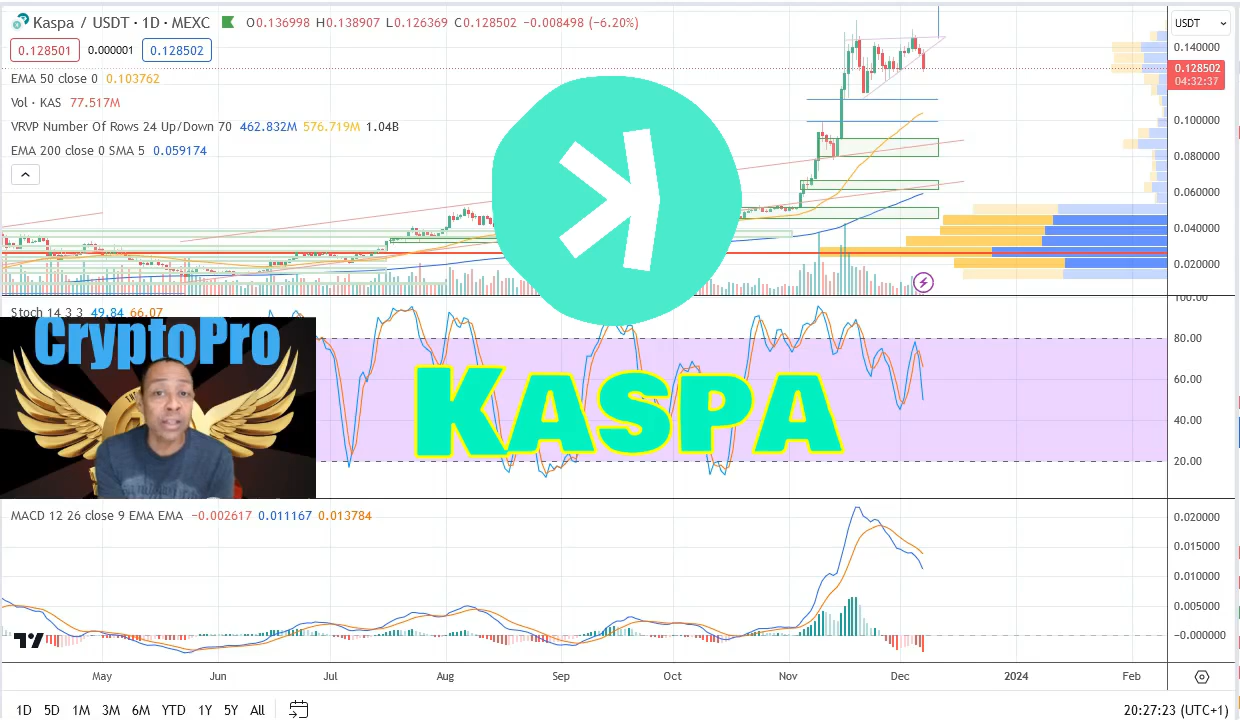 Kaspa / USDT · 1D · MEXC O0.136998 H0.138907 L0.126369 C0.128502 −0.008498 (−6.20%)
USDT
0.128501 0.000001 0.128502
EMA 50 close 0 0.103762
Vol · KAS 77.517M
VRVP Number Of Rows 24 Up/Down 70 462.832M 576.719M 1.04B
EMA 200 close 0 SMA 5 0.059174
0.140000
0.128502
04:32:37
0.100000
0.080000
0.060000
0.040000
0.020000
Stoch 14 3 3 49.84 66.07
100.00
80.00
60.00
40.00
20.00
CryptoPro
KASPA
MACD 12 26 close 9 EMA EMA −0.002617 0.011167 0.013784
0.020000
0.015000
0.010000
0.005000
−0.000000
May Jun Jul Aug Sep Oct Nov Dec 2024 Feb
1D 5D 1M 3M 6M YTD 1Y 5Y All
20:27:23 (UTC+1)